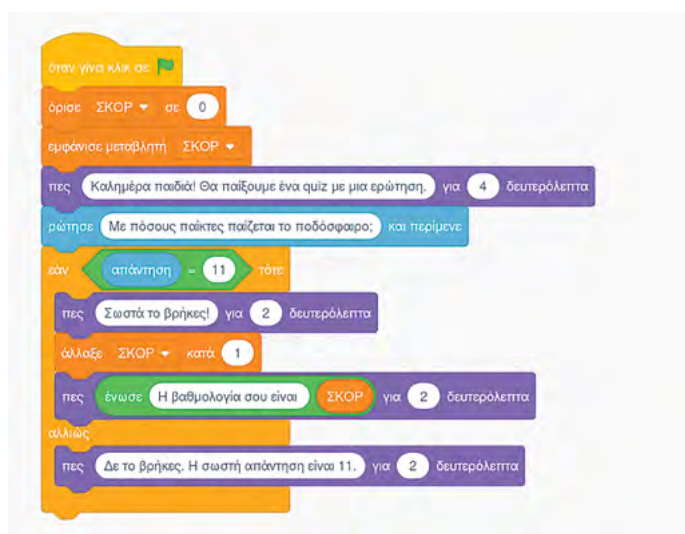 όταν γίνει κλικ σε
όρισε ΣΚΟΡ σε 0
εμφάνισε μεταβλητή ΣΚΟΡ
πες Καλημέρα παιδιά! Θα παίξουμε ένα quiz με μια ερώτηση. για 4 δευτερόλεπτα
ρώτησε Με πόσους παίκτες παίζεται το ποδόσφαιρο; και περίμενε
εάν απάντηση = 11 τότε
πες Σωστά το βρήκες! για 2 δευτερόλεπτα
άλλαξε ΣΚΟΡ κατά 1
πες ένωσε Η βαθμολογία σου είναι ΣΚΟΡ για 2 δευτερόλεπτα
αλλιώς
πες Δε το βρήκες. Η σωστή απάντηση είναι 11. για 2 δευτερόλεπτα